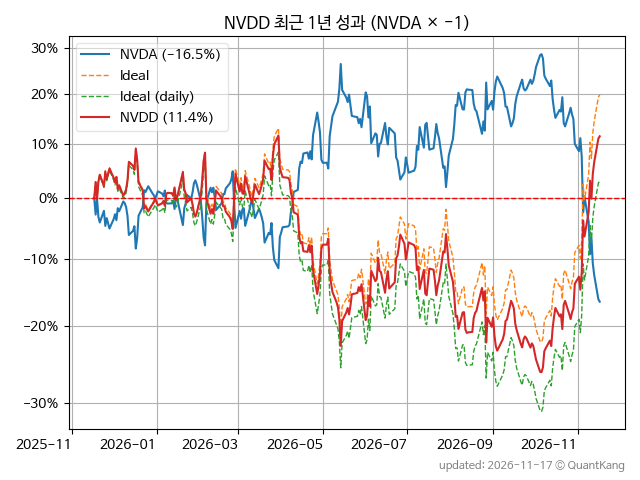 NVDD 최근 1년 성과 (NVDA × -1)
NVDA (-16.5%)
Ideal
Ideal (daily)
NVDD (11.4%)
30%
20%
10%
0%
-10%
-20%
-30%
2025-11 2026-01 2026-03 2026-05 2026-07 2026-09 2026-11
updated: 2026-11-17 © QuantKang